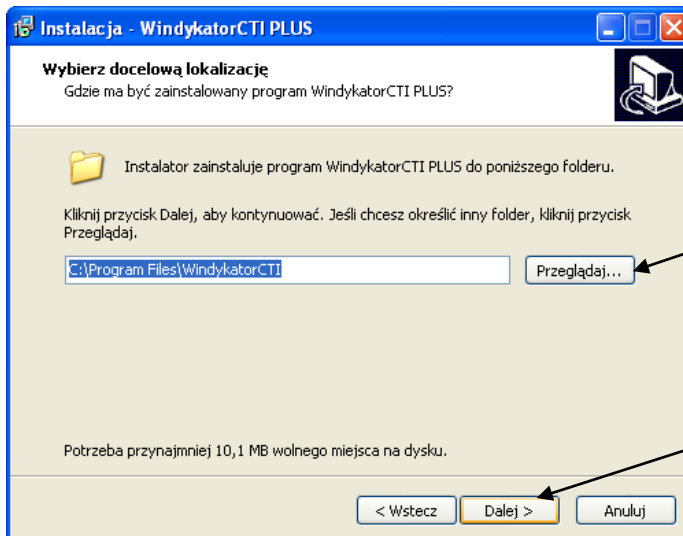 Instalacja - WindykatorCTI PLUS
Wybierz docelową lokalizację
Gdzie ma być zainstalowany program WindykatorCTI PLUS?
Instalator zainstaluje program WindykatorCTI PLUS do poniższego folderu.
Kliknij przycisk Dalej, aby kontynuować. Jeśli chcesz określić inny folder, kliknij przycisk
Przeglądaj.
C:\Program Files\WindykatorCTI
Przeglądaj...
Potrzeba przynajmniej 10,1 MB wolnego miejsca na dysku.
< Wstecz
Dalej >
Anuluj